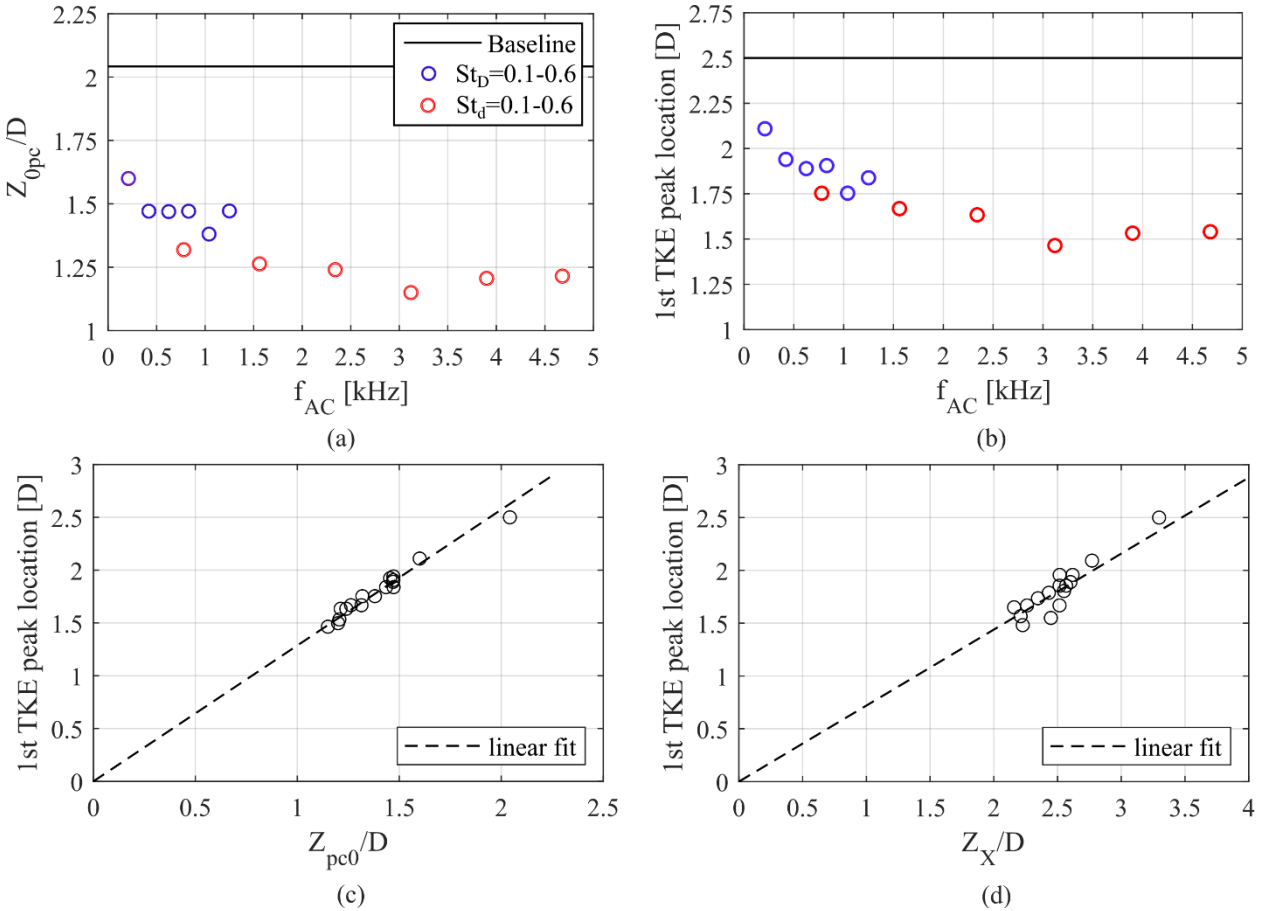 2.25
2
1.75
1.5
1.25
1
Z0pc/D
Baseline
StD=0.1-0.6
Std=0.1-0.6
0.5 1 1.5 2 2.5 3 3.5 4 4.5 5
fAC [kHz]
(a)
2.75
2.5
2.25
2
1.75
1.5
1.25
1
1st TKE peak location [D]
0 0.5 1 1.5 2 2.5 3 3.5 4 4.5 5
fAC [kHz]
(b)
3
2.5
2
1.5
1
0.5
0
1st TKE peak location [D]
linear fit
0 0.5 1 1.5 2 2.5
Zpc0/D
(c)
3
2.5
2
1.5
1
0.5
0
1st TKE peak location [D]
linear fit
0 0.5 1 1.5 2 2.5 3 3.5 4
ZX/D
(d)